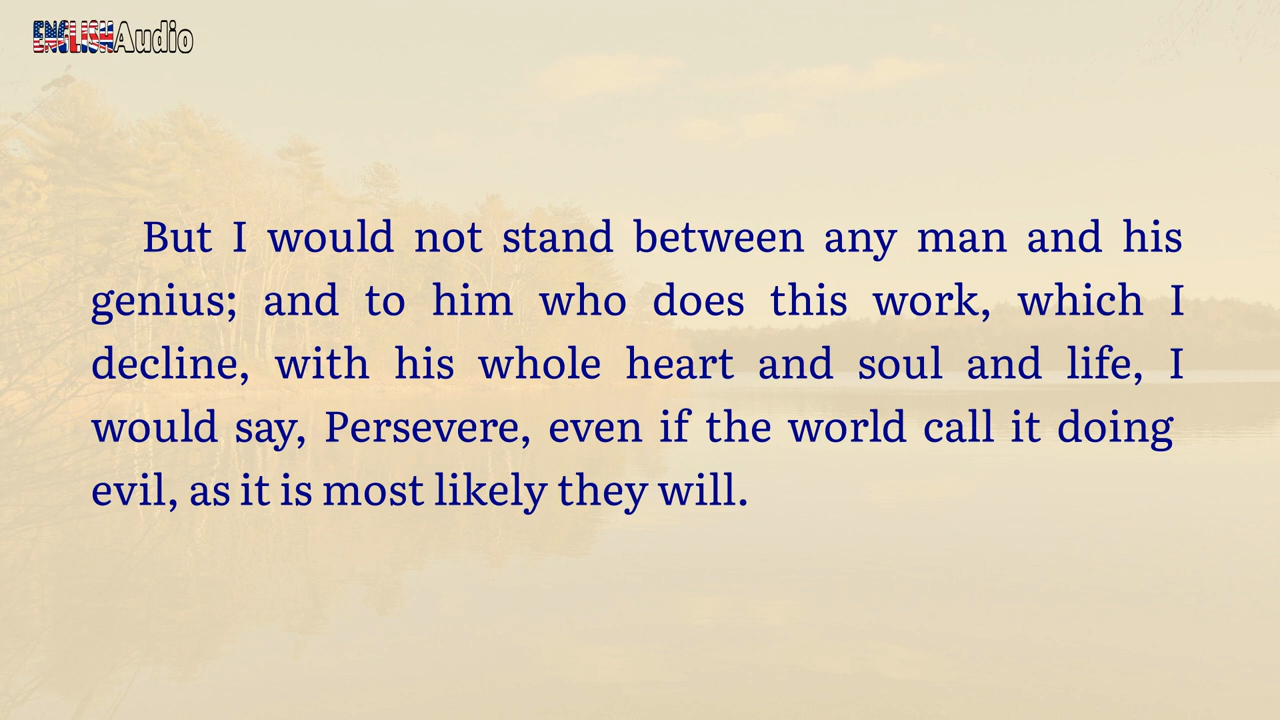 ENGLISHAudio
But I would not stand between any man and his
genius; and to him who does this work, which I
decline, with his whole heart and soul and life, I
would say, Persevere, even if the world call it doing
evil, as it is most likely they will.